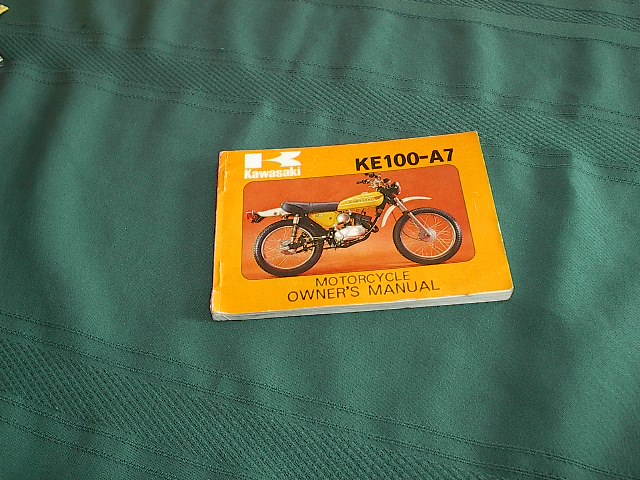 Kawasaki
KE100-A7
MOTORCYCLE
OWNER'S MANUAL